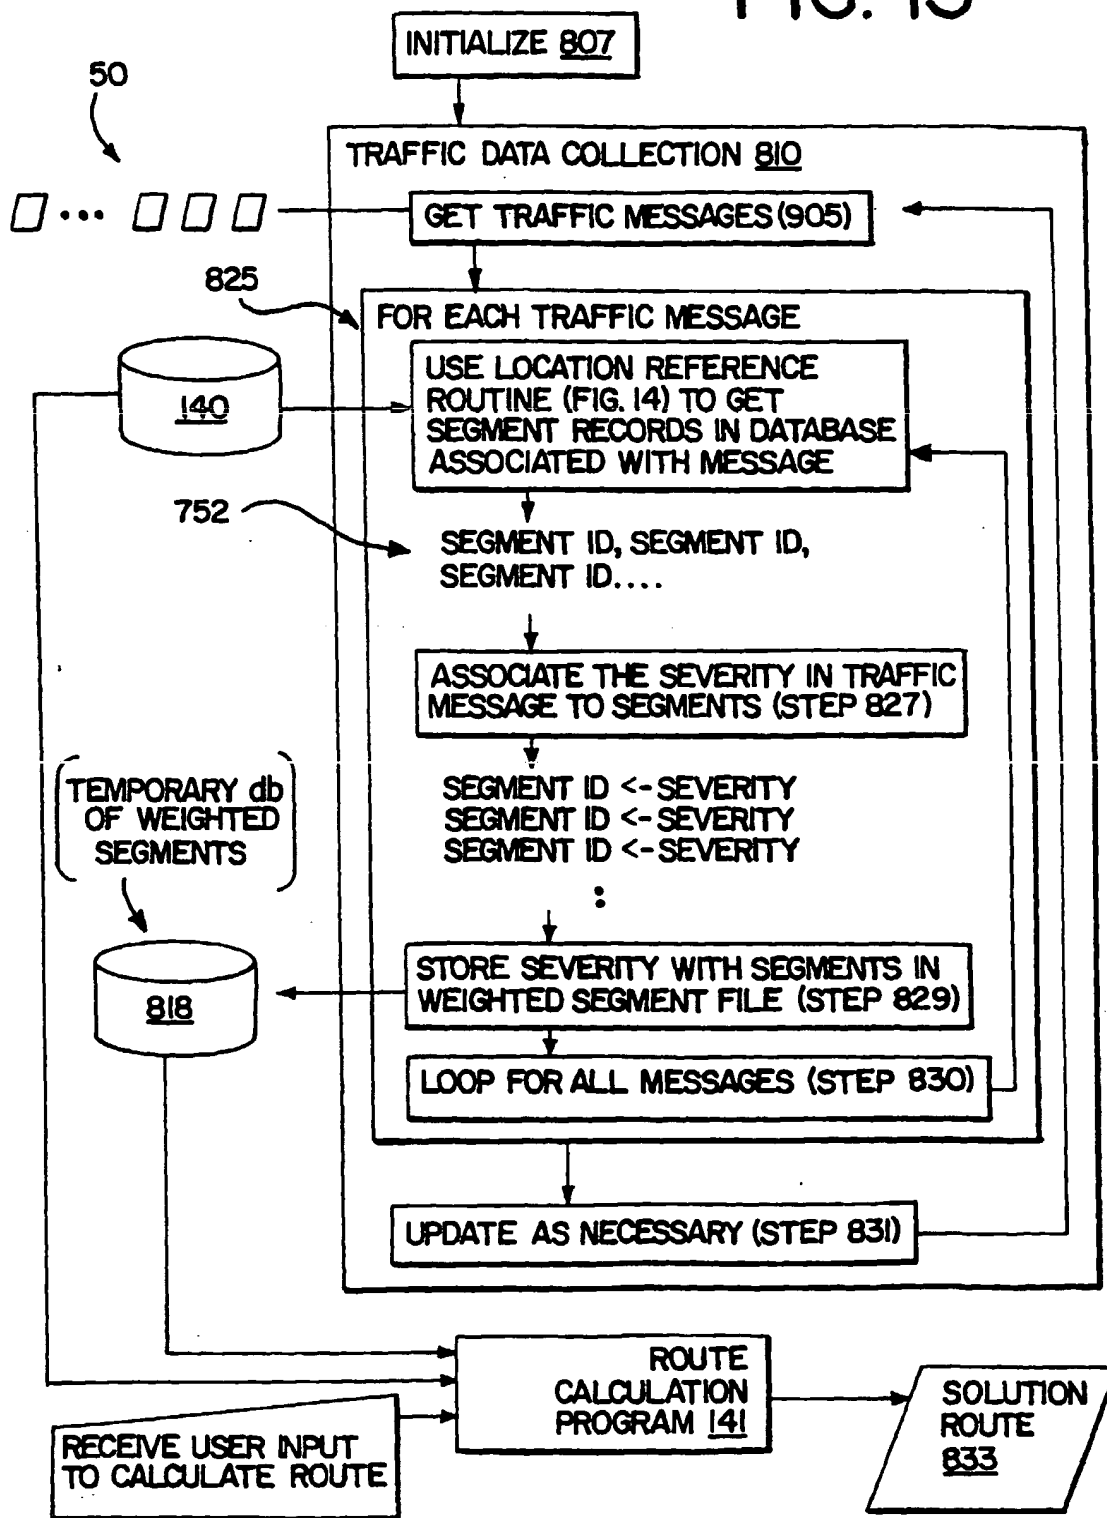 FIG. 15
INITIALIZE 807
50
TRAFFIC DATA COLLECTION 810
GET TRAFFIC MESSAGES (905)
825
FOR EACH TRAFFIC MESSAGE
140
USE LOCATION REFERENCE
ROUTINE (FIG. 14) TO GET
SEGMENT RECORDS IN DATABASE
ASSOCIATED WITH MESSAGE
752
SEGMENT ID, SEGMENT ID,
SEGMENT ID....
ASSOCIATE THE SEVERITY IN TRAFFIC
MESSAGE TO SEGMENTS (STEP 827)
(TEMPORARY db
OF WEIGHTED
SEGMENTS)
SEGMENT ID <-SEVERITY
SEGMENT ID <-SEVERITY
SEGMENT ID <-SEVERITY
:
818
STORE SEVERITY WITH SEGMENTS IN
WEIGHTED SEGMENT FILE (STEP 829)
LOOP FOR ALL MESSAGES (STEP 830)
UPDATE AS NECESSARY (STEP 831)
ROUTE
CALCULATION
PROGRAM 141
RECEIVE USER INPUT
TO CALCULATE ROUTE
SOLUTION
ROUTE
833